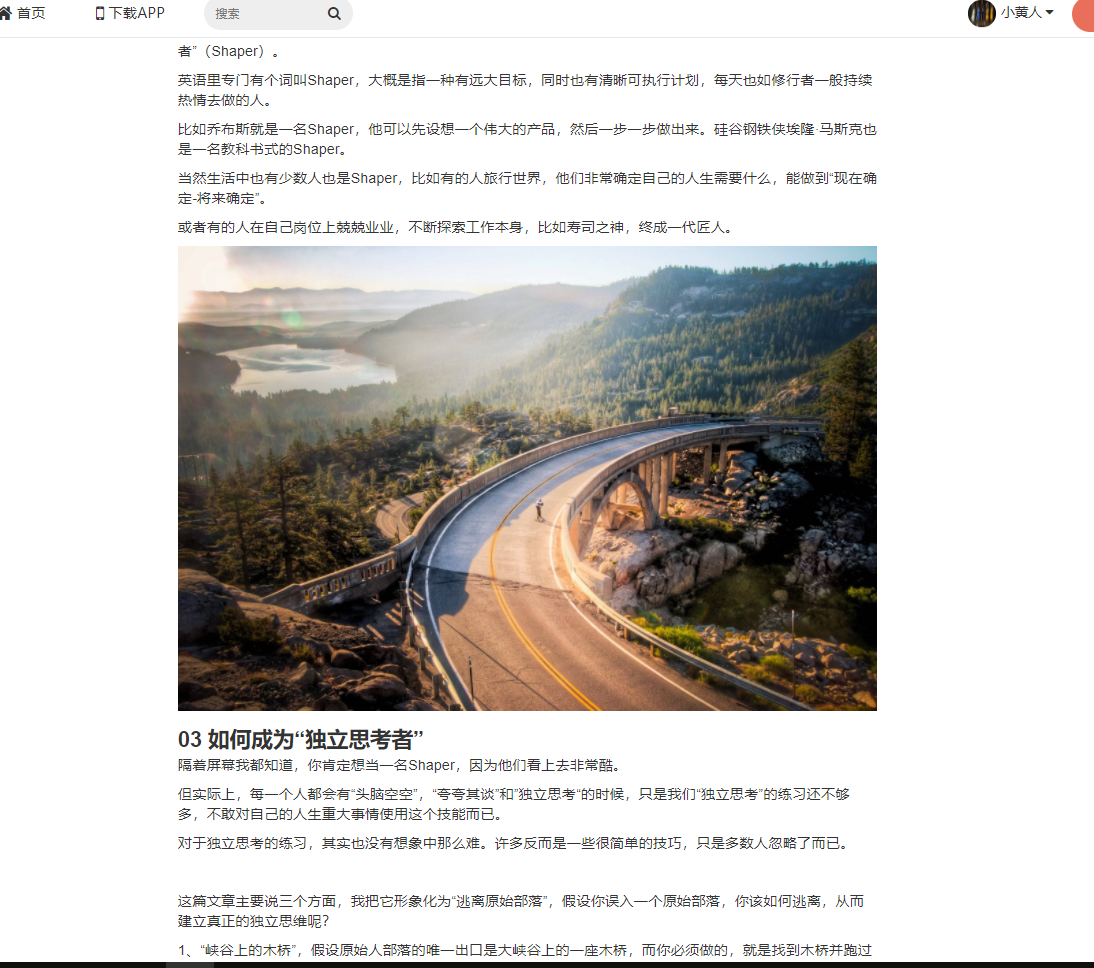 首页 下载APP 搜索 小黄人
者”（Shaper）。
英语里专门有个词叫Shaper，大概是指一种有远大目标，同时也有清晰可执行计划，每天也如修行者一般持续
热情去做的人。
比如乔布斯就是一名Shaper，他可以先设想一个伟大的产品，然后一步一步做出来。硅谷钢铁侠埃隆·马斯克也
是一名教科书式的Shaper。
当然生活中也有少数人也是Shaper，比如有的人旅行世界，他们非常确定自己的人生需要什么，能做到“现在确
定-将来确定”。
或者有的人在自己岗位上兢兢业业，不断探索工作本身，比如寿司之神，终成一代匠人。
03 如何成为“独立思考者”
隔着屏幕我都知道，你肯定想当一名Shaper，因为他们看上去非常酷。
但实际上，每一个人都会有“头脑空空”，“夸夸其谈”和”独立思考“的时候，只是我们“独立思考”的练习还不够
多，不敢对自己的人生重大事情使用这个技能而已。
对于独立思考的练习，其实也没有想象中那么难。许多反而是一些很简单的技巧，只是多数人忽略了而已。
这篇文章主要说三个方面，我把它形象化为“逃离原始部落”，假设你误入一个原始部落，你该如何逃离，从而
建立真正的独立思维呢？
1、“峡谷上的木桥”，假设原始人部落的唯一出口是大峡谷上的一座木桥，而你必须做的，就是找到木桥并跑过